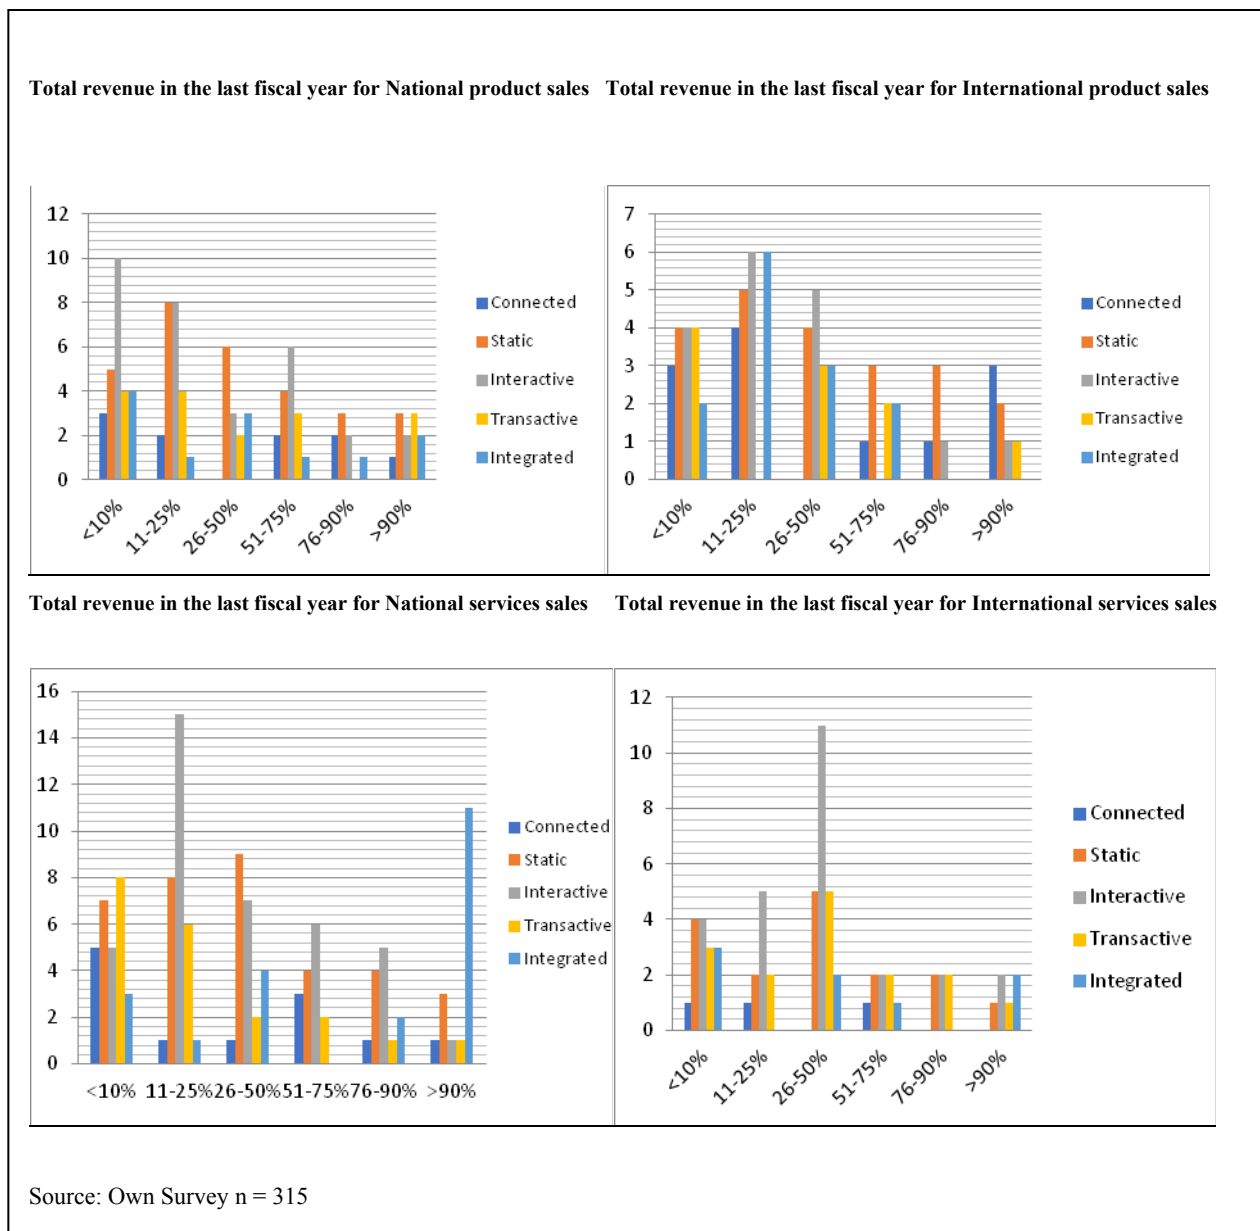 Total revenue in the last fiscal year for National product sales
Total revenue in the last fiscal year for International product sales
12
10
8
6
4
2
0
<10%
11-25%
26-50%
51-75%
76-90%
>90%
Connected
Static
Interactive
Transactive
Integrated
7
6
5
4
3
2
1
0
<10%
11-25%
26-50%
51-75%
76-90%
>90%
Connected
Static
Interactive
Transactive
Integrated
Total revenue in the last fiscal year for National services sales
Total revenue in the last fiscal year for International services sales
16
14
12
10
8
6
4
2
0
<10%
11-25%
26-50%
51-75%
76-90%
>90%
Connected
Static
Interactive
Transactive
Integrated
12
10
8
6
4
2
0
<10%
11-25%
26-50%
51-75%
76-90%
>90%
Connected
Static
Interactive
Transactive
Integrated
Source: Own Survey n = 315